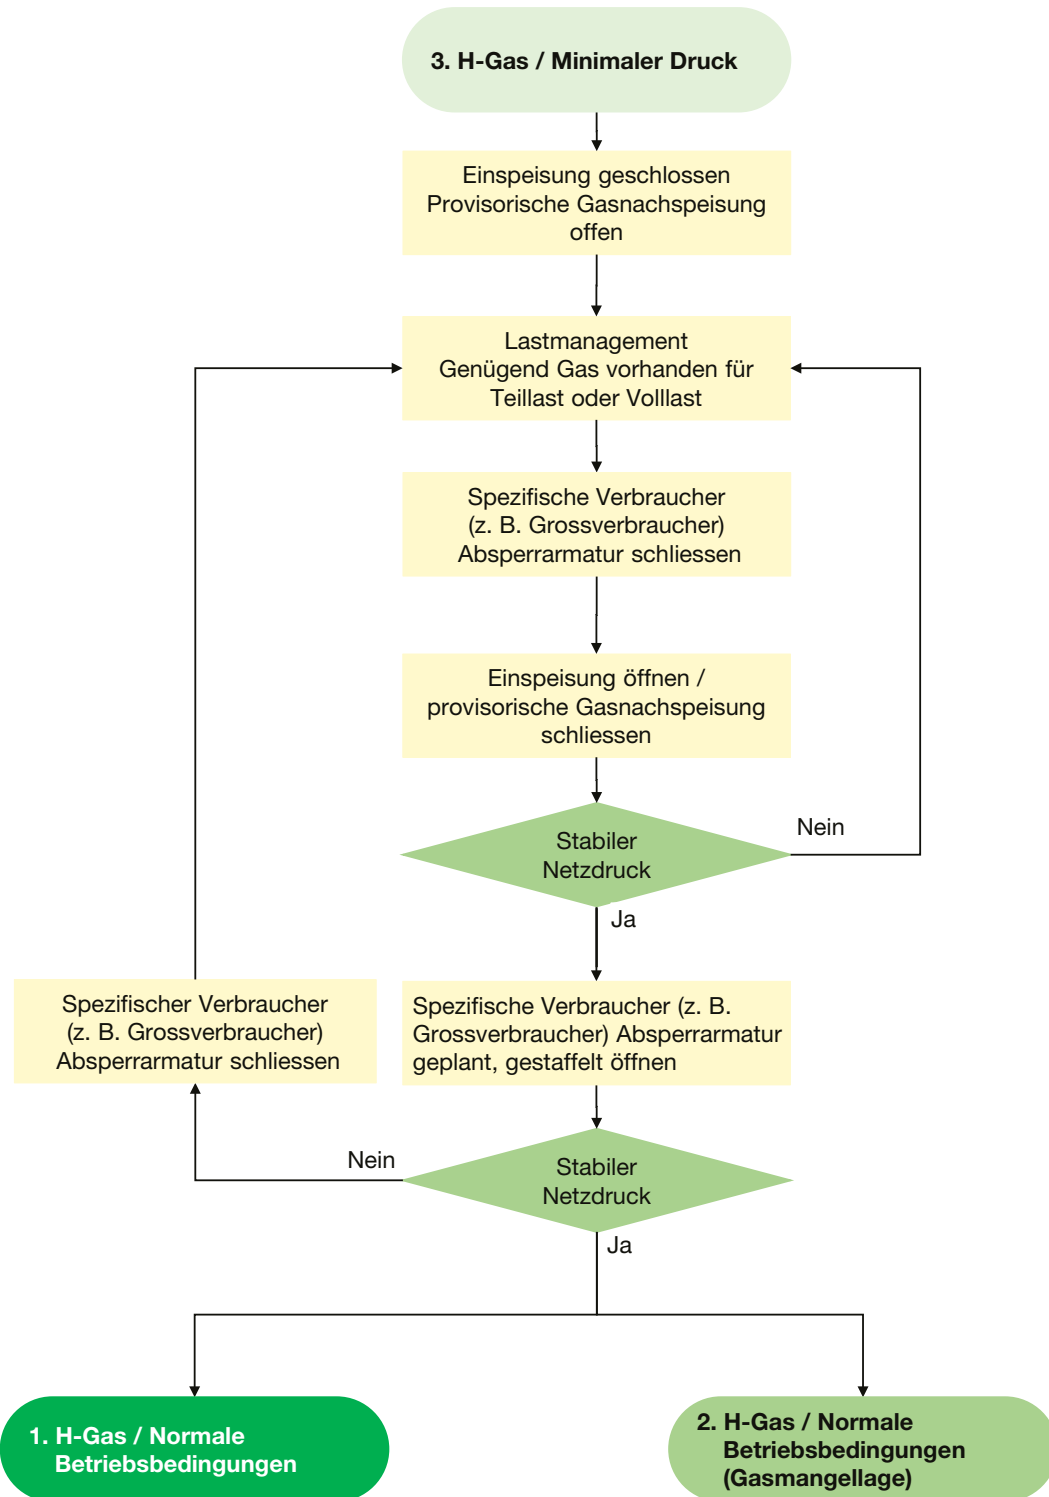 3. H-Gas / Minimaler Druck
Einspeisung geschlossen
Provisorische Gasnachspeisung
offen
Lastmanagement
Genügend Gas vorhanden für
Teillast oder Volllast
Spezifische Verbraucher
(z. B. Grossverbraucher)
Absperrarmatur schliessen
Einspeisung öffnen /
provisorische Gasnachspeisung
schliessen
Stabiler
Netzdruck
Nein
Ja
Spezifischer Verbraucher
(z. B. Grossverbraucher)
Absperrarmatur schliessen
Spezifische Verbraucher (z. B.
Grossverbraucher) Absperrarmatur
geplant, gestaffelt öffnen
Nein
Stabiler
Netzdruck
Ja
1. H-Gas / Normale
Betriebsbedingungen
2. H-Gas / Normale
Betriebsbedingungen
(Gasmangellage)